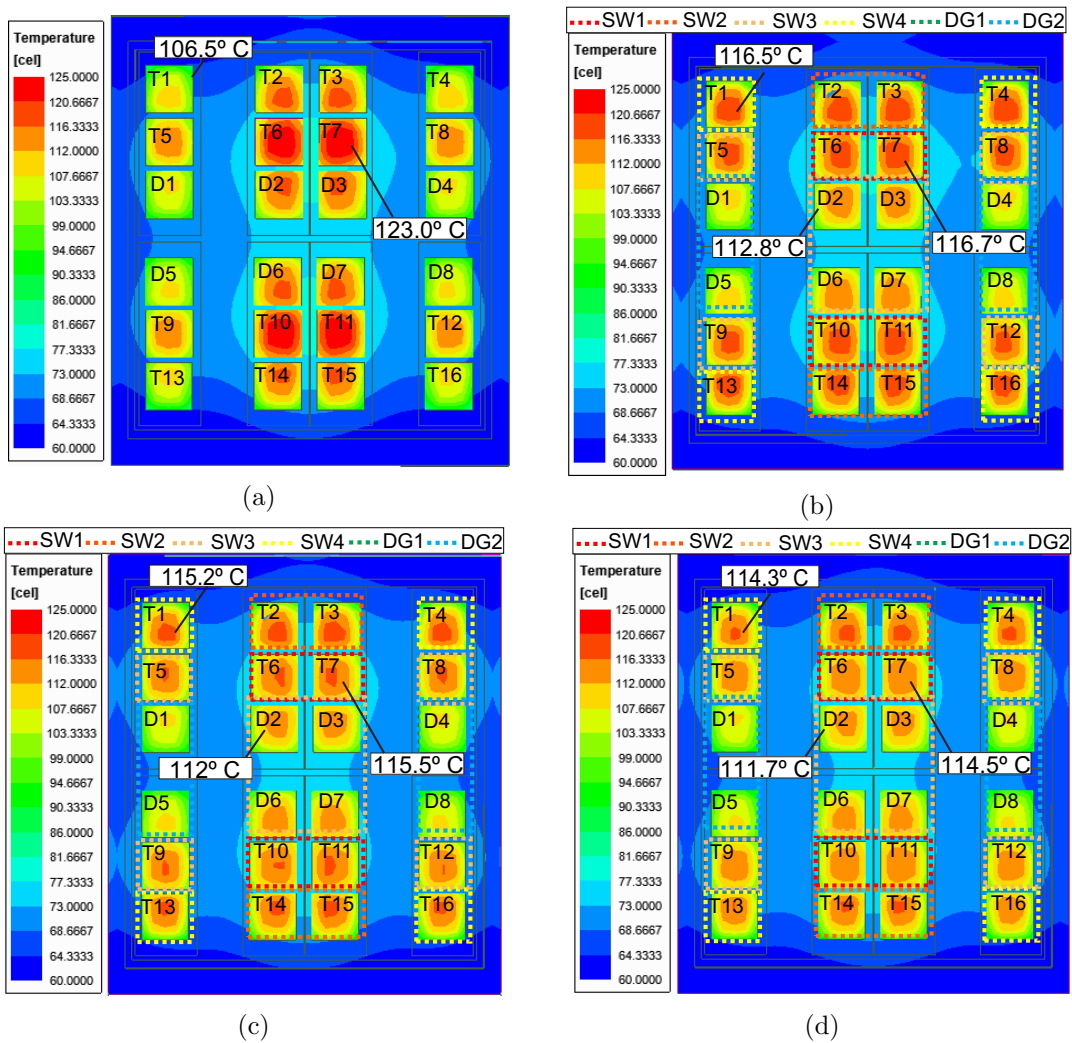 Temperature
[cel]
125.0000
120.6667
116.3333
112.0000
107.6667
103.3333
99.0000
94.6667
90.3333
86.0000
81.6667
77.3333
73.0000
68.6667
64.3333
60.0000
106.5º C
T1 T2 T3 T4
T5 T6 T7 T8
D1 D2 D3 D4
123.0º C
D5 D6 D7 D8
T9 T10 T11 T12
T13 T14 T15 T16
(a)
SW1 SW2 SW3 SW4 DG1 DG2
Temperature
[cel]
125.0000
120.6667
116.3333
112.0000
107.6667
103.3333
99.0000
94.6667
90.3333
86.0000
81.6667
77.3333
73.0000
68.6667
64.3333
60.0000
116.5º C
T1 T2 T3 T4
T5 T6 T7 T8
D1 D2 D3 D4
112.8º C 116.7º C
D5 D6 D7 D8
T9 T10 T11 T12
T13 T14 T15 T16
(b)
SW1 SW2 SW3 SW4 DG1 DG2
Temperature
[cel]
125.0000
120.6667
116.3333
112.0000
107.6667
103.3333
99.0000
94.6667
90.3333
86.0000
81.6667
77.3333
73.0000
68.6667
64.3333
60.0000
115.2º C
T1 T2 T3 T4
T5 T6 T7 T8
D1 D2 D3 D4
112º C 115.5º C
D5 D6 D7 D8
T9 T10 T11 T12
T13 T14 T15 T16
(c)
SW1 SW2 SW3 SW4 DG1 DG2
Temperature
[cel]
125.0000
120.6667
116.3333
112.0000
107.6667
103.3333
99.0000
94.6667
90.3333
86.0000
81.6667
77.3333
73.0000
68.6667
64.3333
60.0000
114.3º C
T1 T2 T3 T4
T5 T6 T7 T8
D1 D2 D3 D4
111.7º C 114.5º C
D5 D6 D7 D8
T9 T10 T11 T12
T13 T14 T15 T16
(d)